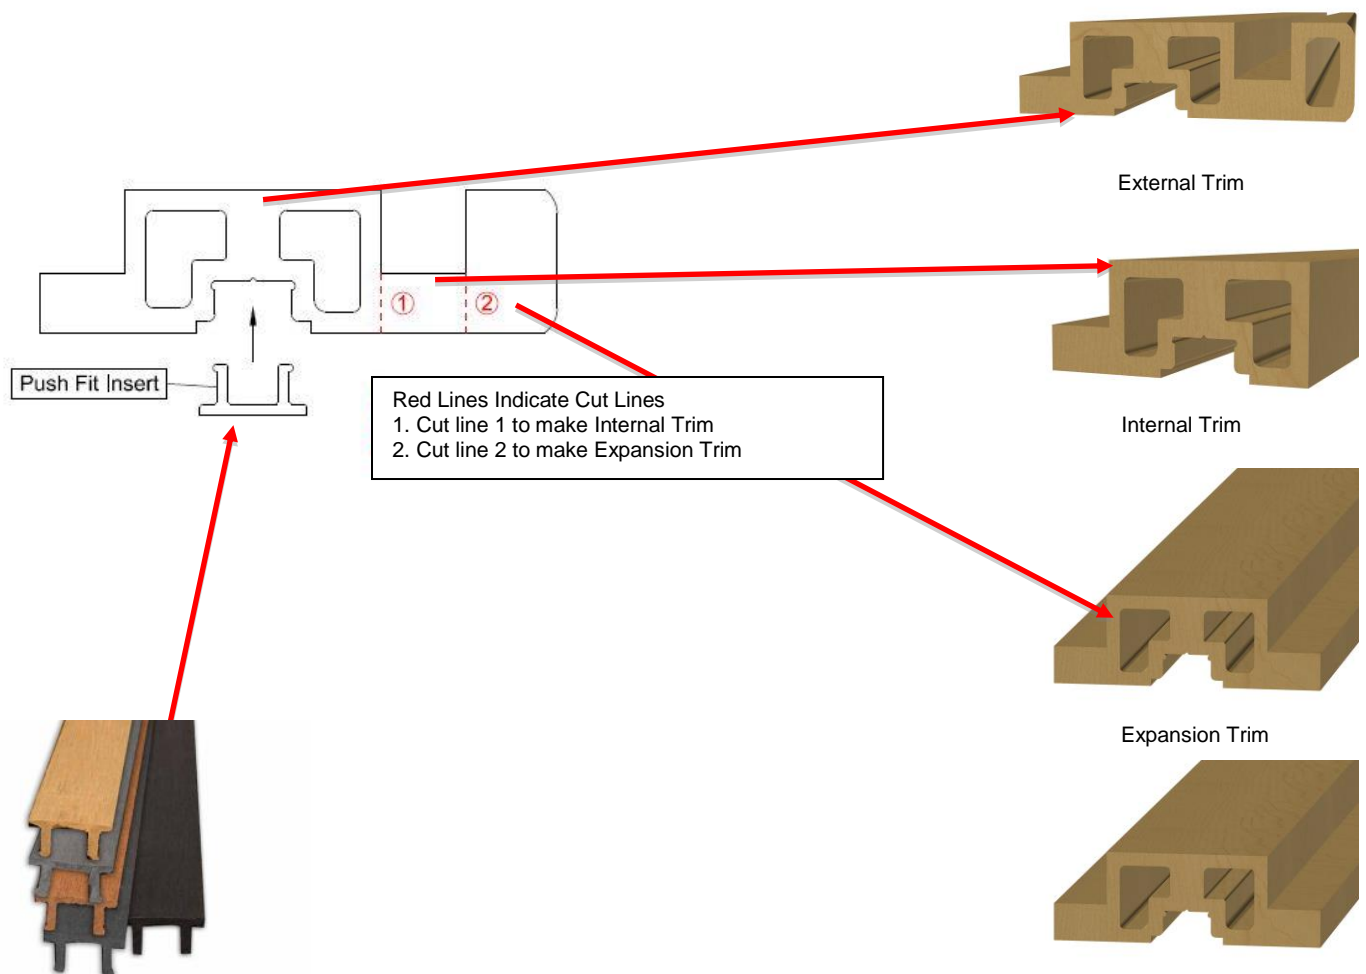 External Trim
①
②
Push Fit Insert
Red Lines Indicate Cut Lines
1. Cut line 1 to make Internal Trim
2. Cut line 2 to make Expansion Trim
Internal Trim
Expansion Trim